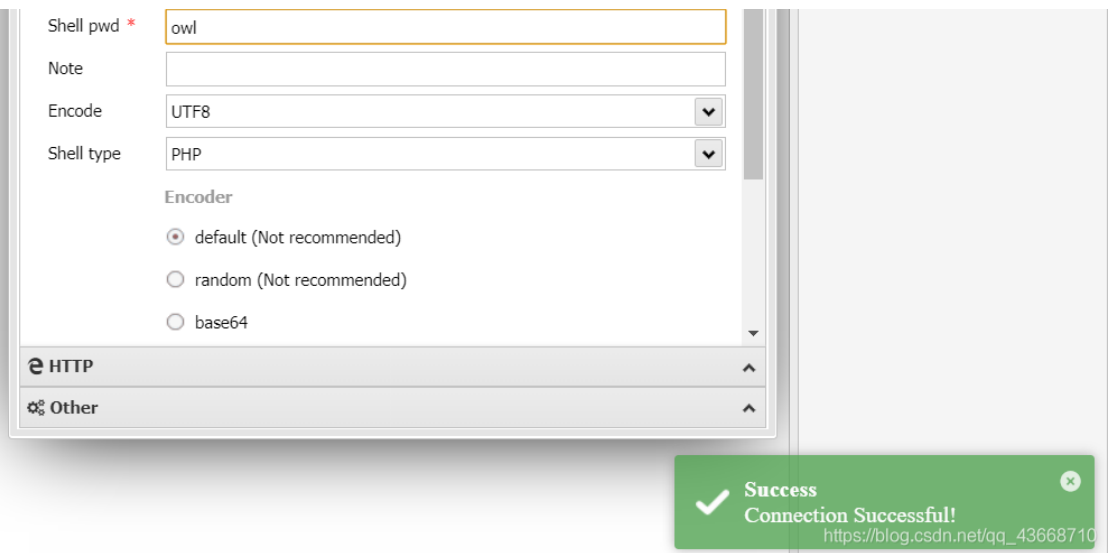 Shell pwd *
owl
Note
Encode
UTF8
Shell type
PHP
Encoder
default (Not recommended)
random (Not recommended)
base64
HTTP
Other
Success
Connection Successful!
https://blog.csdn.net/qq_43668710